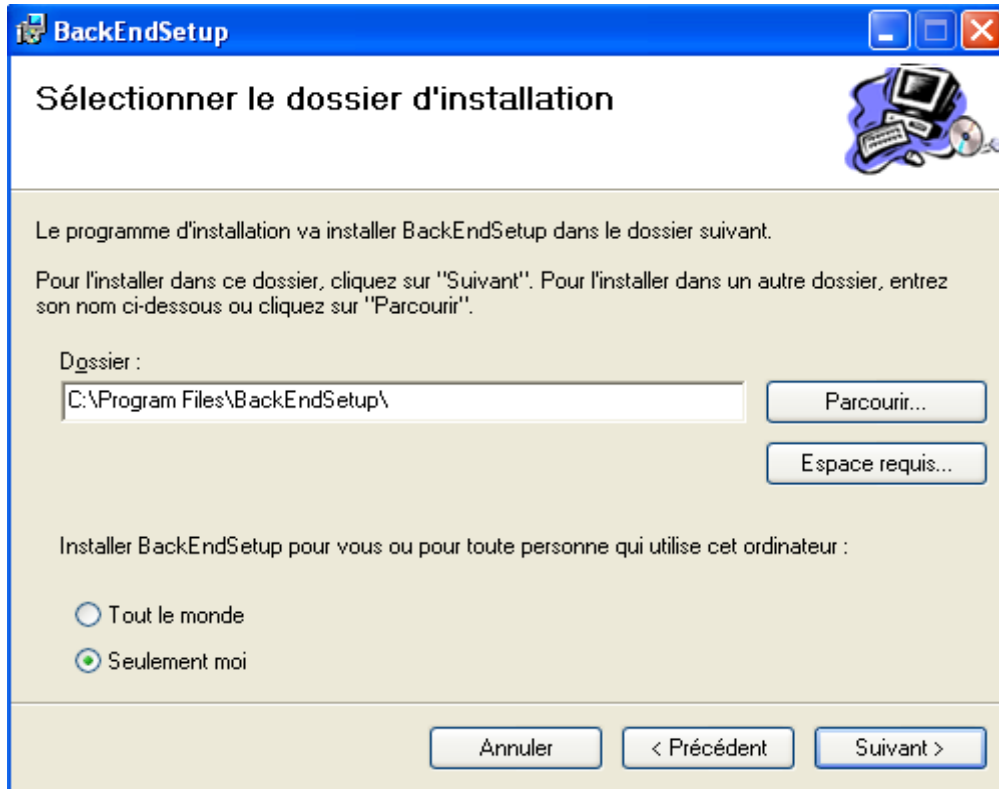 BackEndSetup
Sélectionner le dossier d'installation
Le programme d'installation va installer BackEndSetup dans le dossier suivant.
Pour l'installer dans ce dossier, cliquez sur "Suivant". Pour l'installer dans un autre dossier, entrez
son nom ci-dessous ou cliquez sur "Parcourir".
Dossier :
C:\Program Files\BackEndSetup\
Parcourir...
Espace requis...
Installer BackEndSetup pour vous ou pour toute personne qui utilise cet ordinateur :
Tout le monde
Seulement moi
Annuler
< Précédent
Suivant >